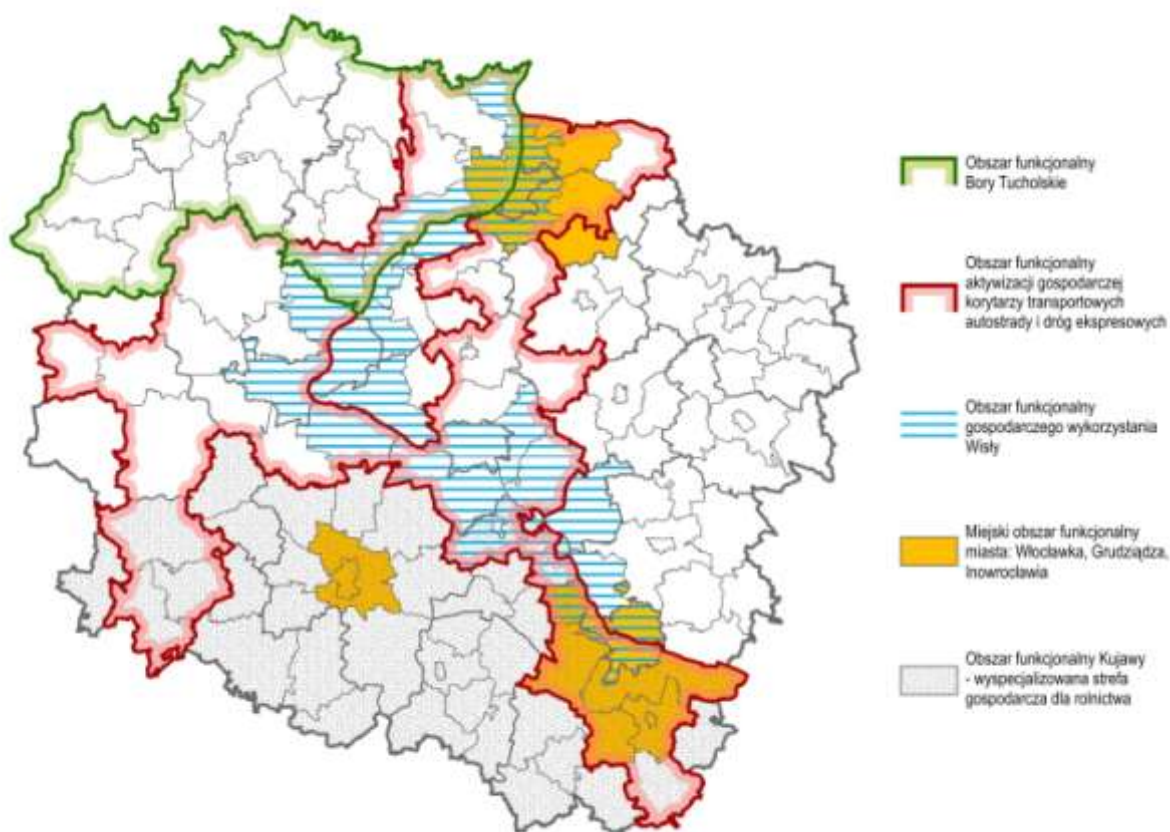 Obszar funkcjonalny
Bory Tucholskie
Obszar funkcjonalny
aktywizacji gospodarczej
korytarzy transportowych
autostrady i dróg ekspresowych
Obszar funkcjonalny
gospodarczego wykorzystania
Wisły
Miejski obszar funkcjonalny
miasta: Włocławka, Grudziądza,
Inowrocławia
Obszar funkcjonalny Kujawy
- wyspecjalizowana strefa
gospodarcza dla rolnictwa